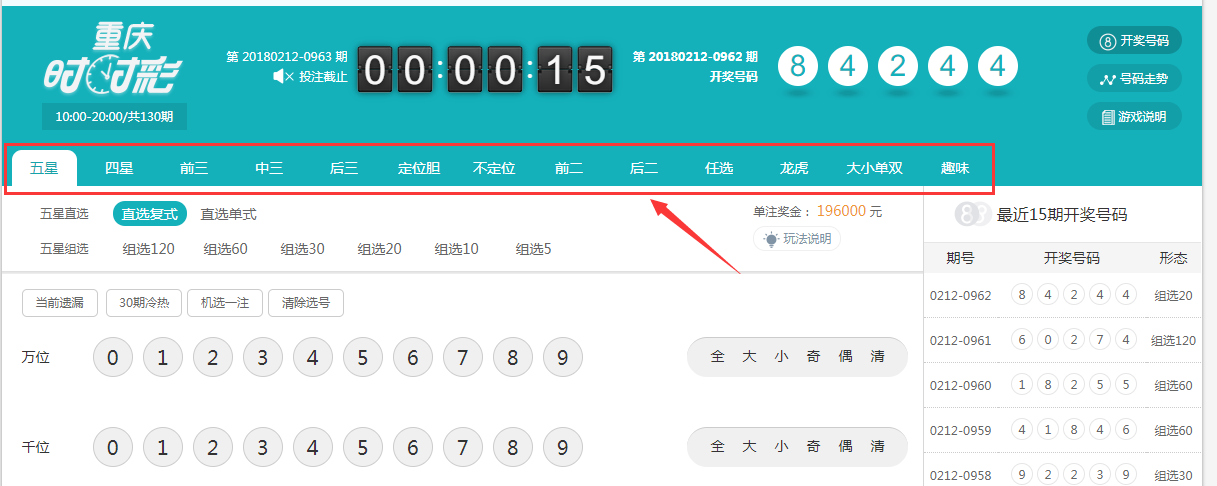 重庆
时时彩
10:00-20:00/共130期
第 20180212-0963 期
投注截止
00:00:15
第 20180212-0962 期
开奖号码
8 4 2 4 4
开奖号码
号码走势
游戏说明
五星 四星 前三 中三 后三 定位胆 不定位 前二 后二 任选 龙虎 大小单双 趣味
五星直选 直选复式 直选单式
五星组选 组选120 组选60 组选30 组选20 组选10 组选5
单注奖金： 196000 元
玩法说明
当前遗漏 30期冷热 机选一注 清除选号
万位 0 1 2 3 4 5 6 7 8 9 全 大 小 奇 偶 清
千位 0 1 2 3 4 5 6 7 8 9 全 大 小 奇 偶 清
最近15期开奖号码
期号 开奖号码 形态
0212-0962 8 4 2 4 4 组选20
0212-0961 6 0 2 7 4 组选120
0212-0960 1 8 2 5 5 组选60
0212-0959 4 1 8 4 6 组选60
0212-0958 9 2 2 3 9 组选30